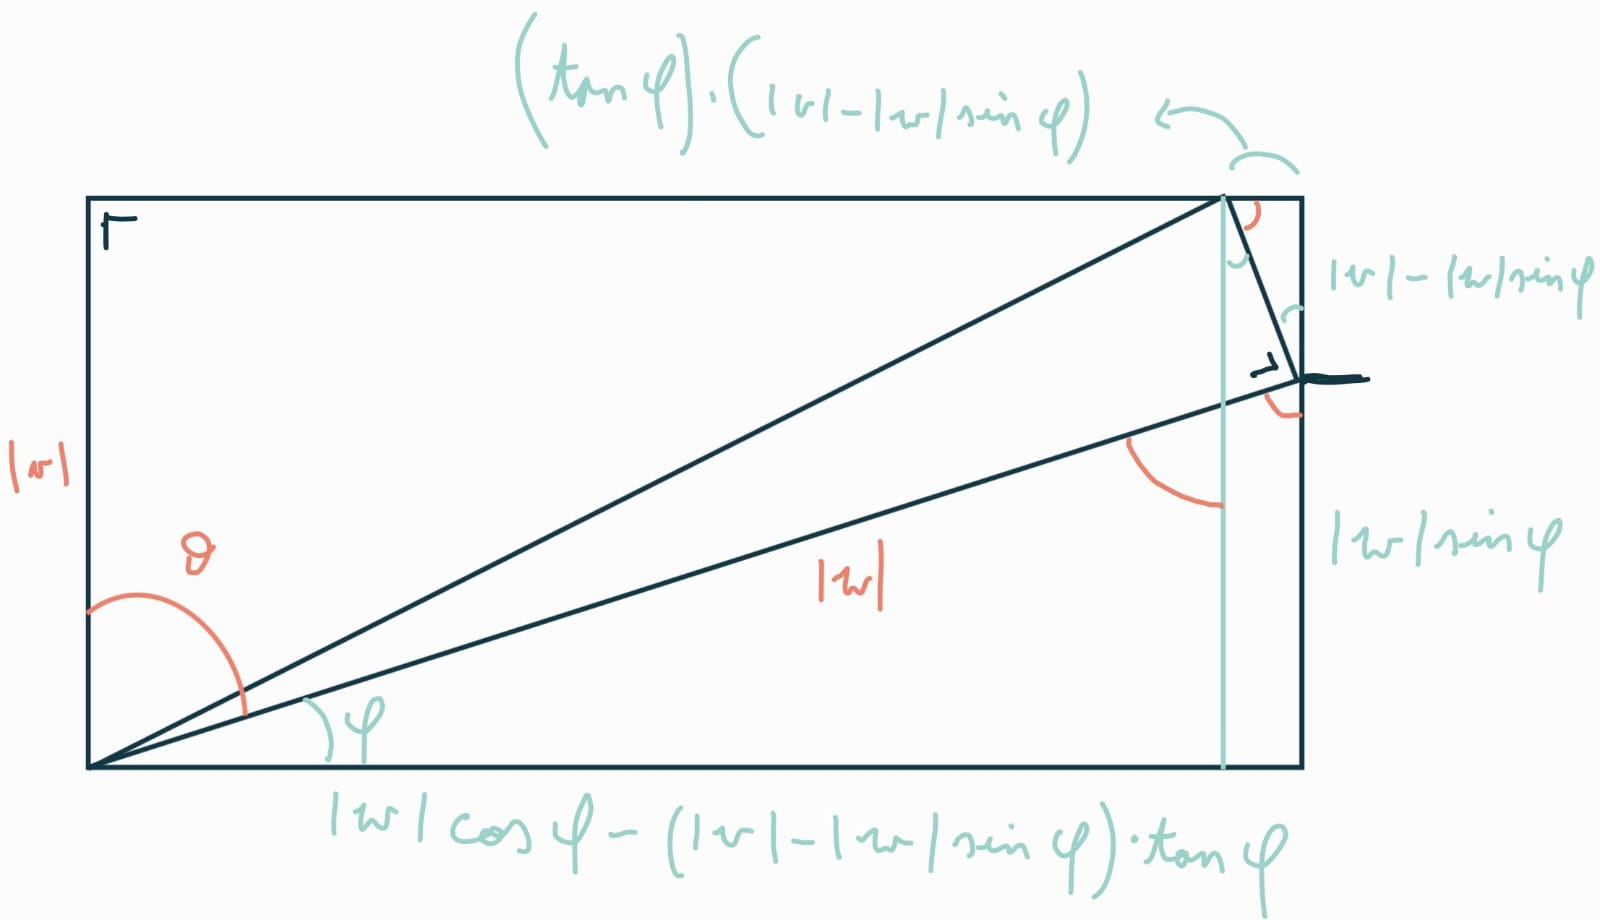 (tan φ)·(|v|-|w|sin φ)
|v|-|w|sin φ
|v|
θ
|w|
|w|sin φ
φ
|w|cos φ-(|v|-|w|sin φ)·tan φ